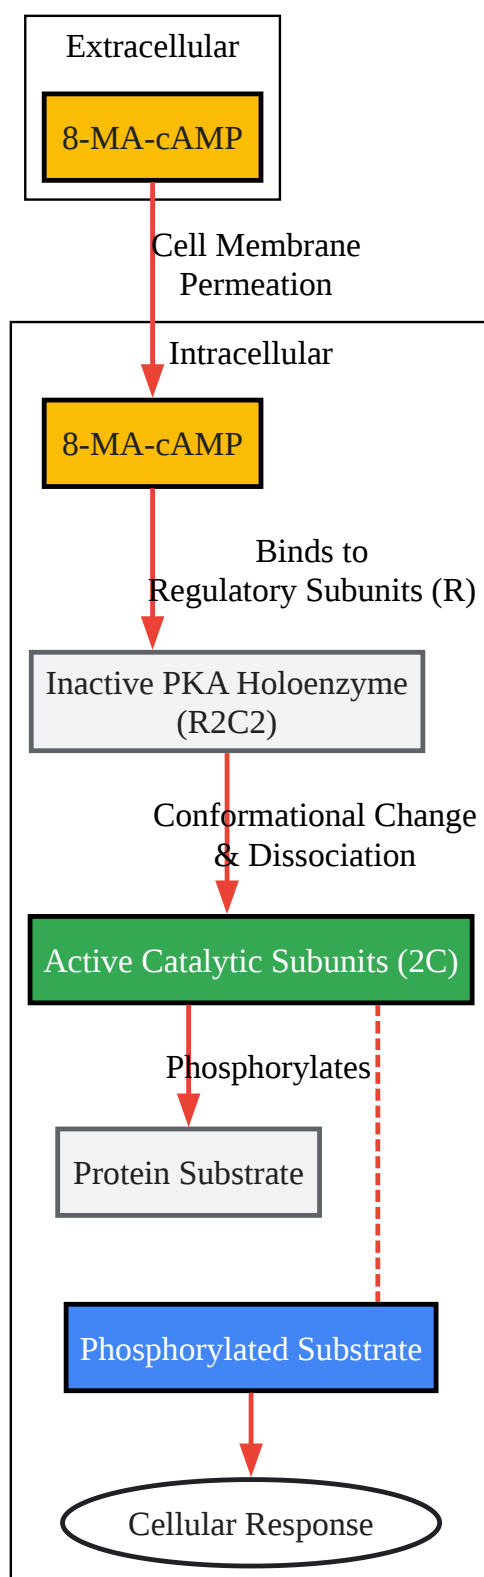 Extracellular
8-MA-cAMP
Cell Membrane
Permeation
Intracellular
8-MA-cAMP
Binds to
Regulatory Subunits (R)
Inactive PKA Holoenzyme
(R2C2)
Conformational Change
& Dissociation
Active Catalytic Subunits (2C)
Phosphorylates
Protein Substrate
Phosphorylated Substrate
Cellular Response